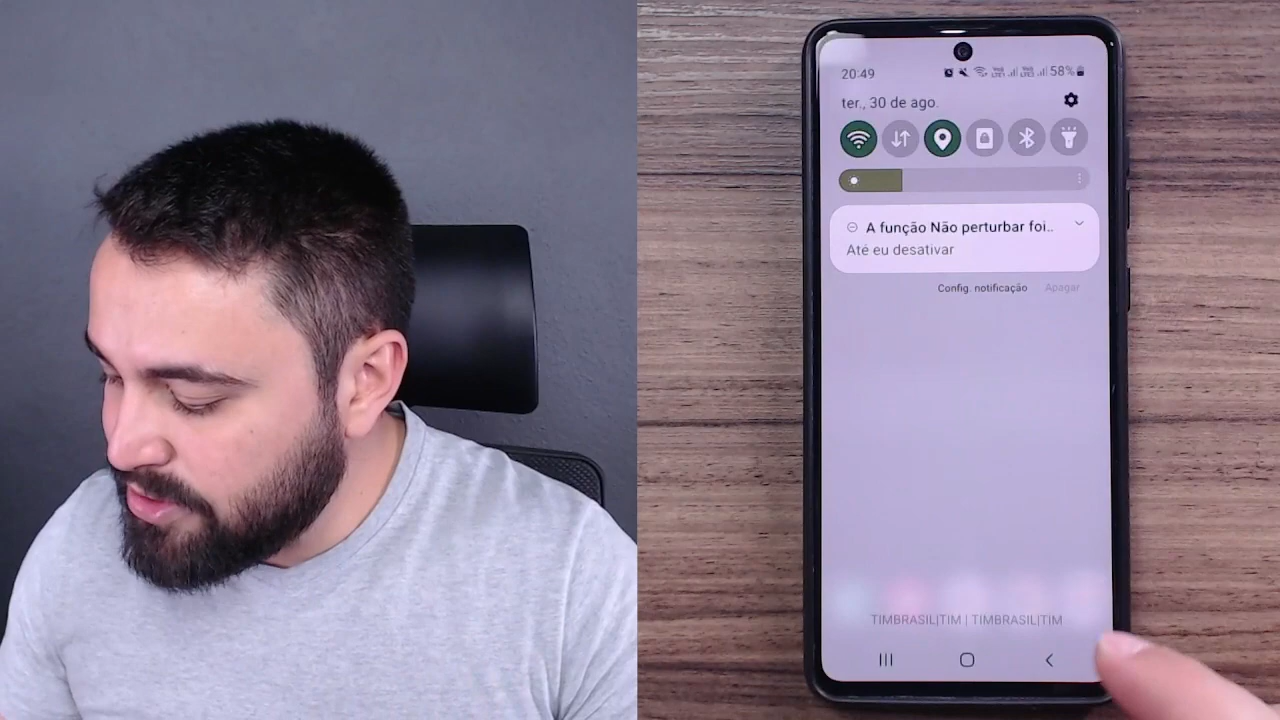 20:49
58%
ter., 30 de ago.
A função Não perturbar foi..
Até eu desativar
Config. notificação Apagar
TIMBRASIL|TIM | TIMBRASIL|TIM